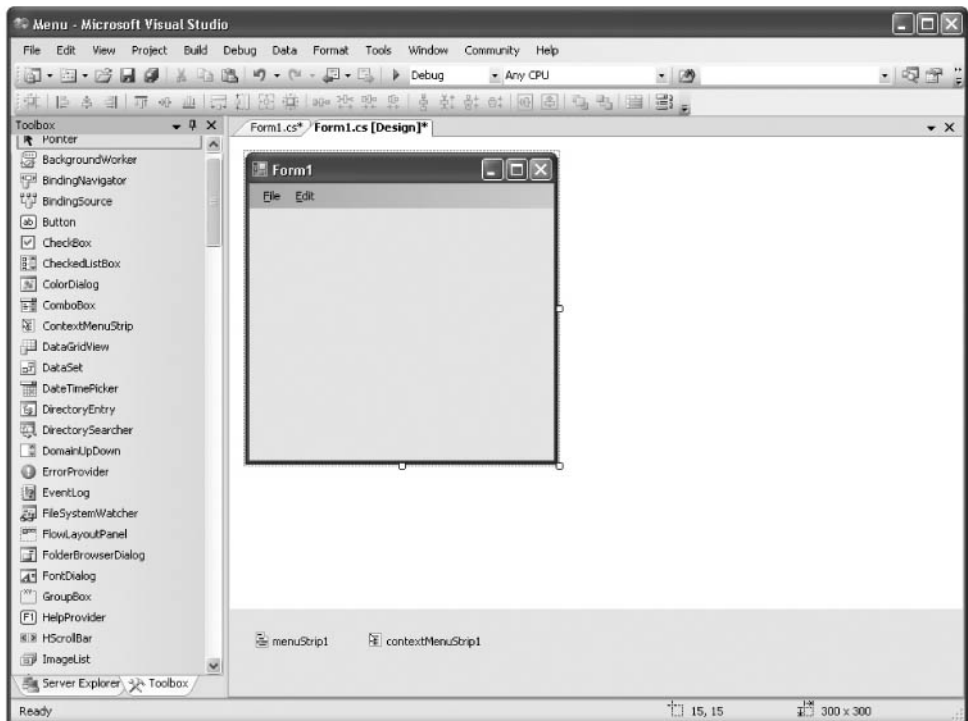 Menu - Microsoft Visual Studio
File Edit View Project Build Debug Data Format Tools Window Community Help
Debug Any CPU
Toolbox
Form1.cs* Form1.cs [Design]*
Pointer
BackgroundWorker
BindingNavigator
BindingSource
Button
CheckBox
CheckedListBox
ColorDialog
ComboBox
ContextMenuStrip
DataGridView
DataSet
DateTimePicker
DirectoryEntry
DirectorySearcher
DomainUpDown
ErrorProvider
EventLog
FileSystemWatcher
FlowLayoutPanel
FolderBrowserDialog
FontDialog
GroupBox
HelpProvider
HScrollBar
ImageList
Server Explorer Toolbox
Form1
File Edit
menuStrip1 contextMenuStrip1
Ready 15, 15 300 x 300